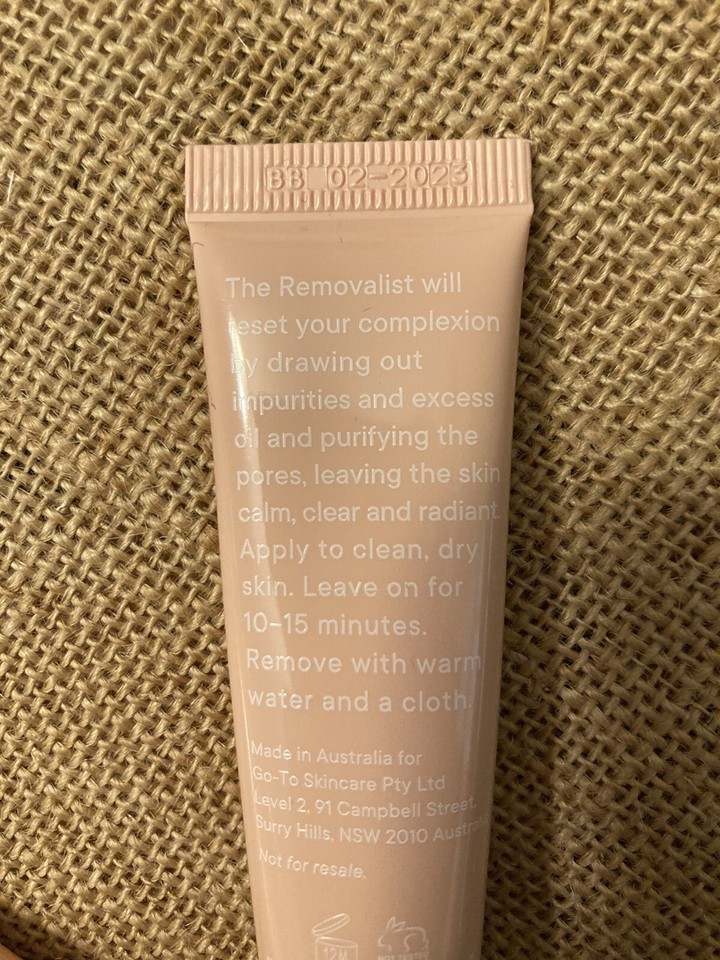 BB 02-2023
The Removalist will
reset your complexion
by drawing out
impurities and excess
oil and purifying the
pores, leaving the skin
calm, clear and radiant.
Apply to clean, dry
skin. Leave on for
10–15 minutes.
Remove with warm
water and a cloth.
Made in Australia for
Go-To Skincare Pty Ltd
Level 2, 91 Campbell Street,
Surry Hills, NSW 2010 Australia
Not for resale.
12M
NOT TESTED